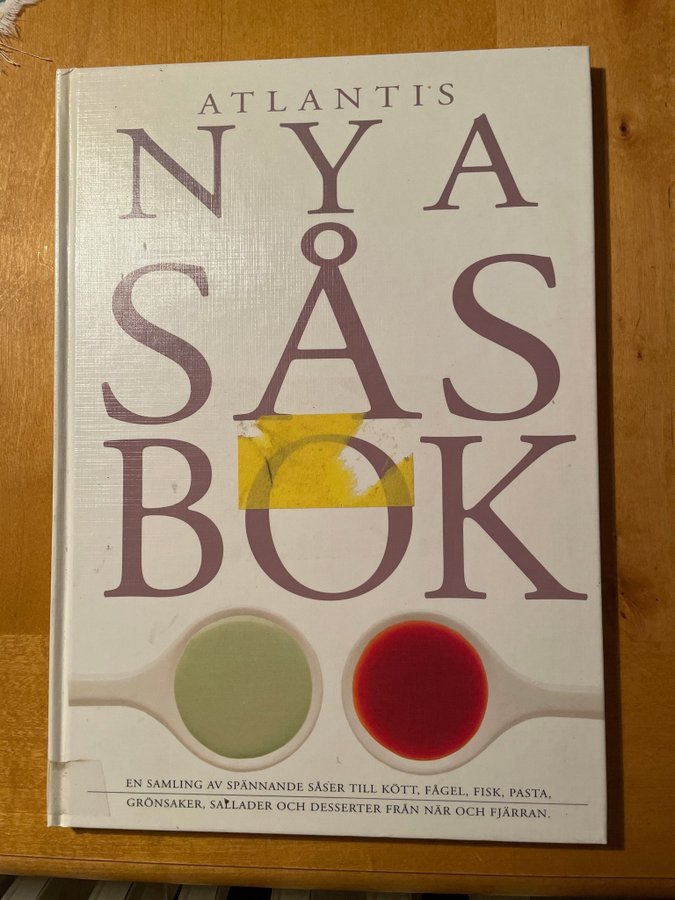 ATLANTIS
NYA
SÅS
BOK
EN SAMLING AV SPÄNNANDE SÅSER TILL KÖTT, FÅGEL, FISK, PASTA,
GRÖNSAKER, SALLADER OCH DESSERTER FRÅN NÄR OCH FJÄRRAN.